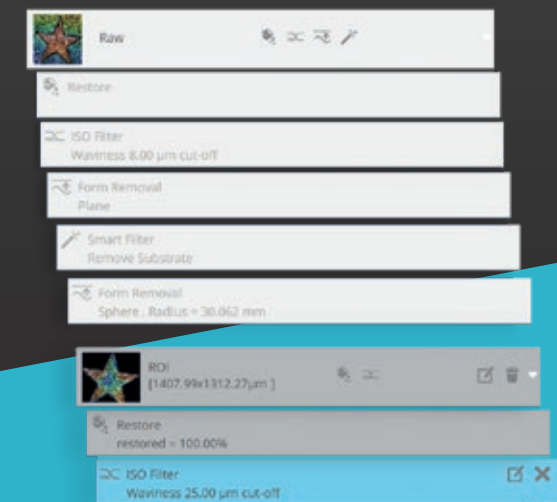 Raw
Restore
ISO Filter
Waviness 8.00 µm cut-off
Form Removal
Plane
Smart Filter
Remove Substrate
Form Removal
Sphere , Radius = 30.062 mm
ROI
[1407.99x1312.27µm ]
Restore
restored = 100.00%
ISO Filter
Waviness 25.00 µm cut-off